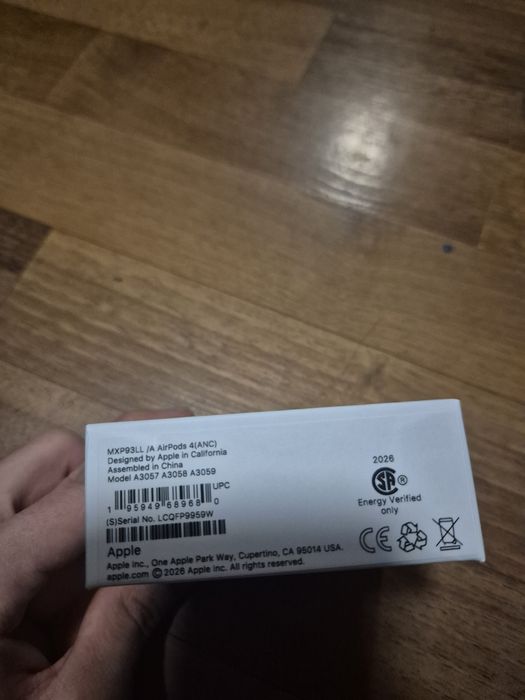 MXP93LL /A AirPods 4(ANC)
Designed by Apple in California
Assembled in China
Model A3057 A3058 A3059
UPC
1 95949 68968 0
(S)Serial No. LCQFP9959W
Apple
Apple Inc., One Apple Park Way, Cupertino, CA 95014 USA.
apple.com © 2026 Apple Inc. All rights reserved.
2026
SA ®
Energy Verified
only
CE